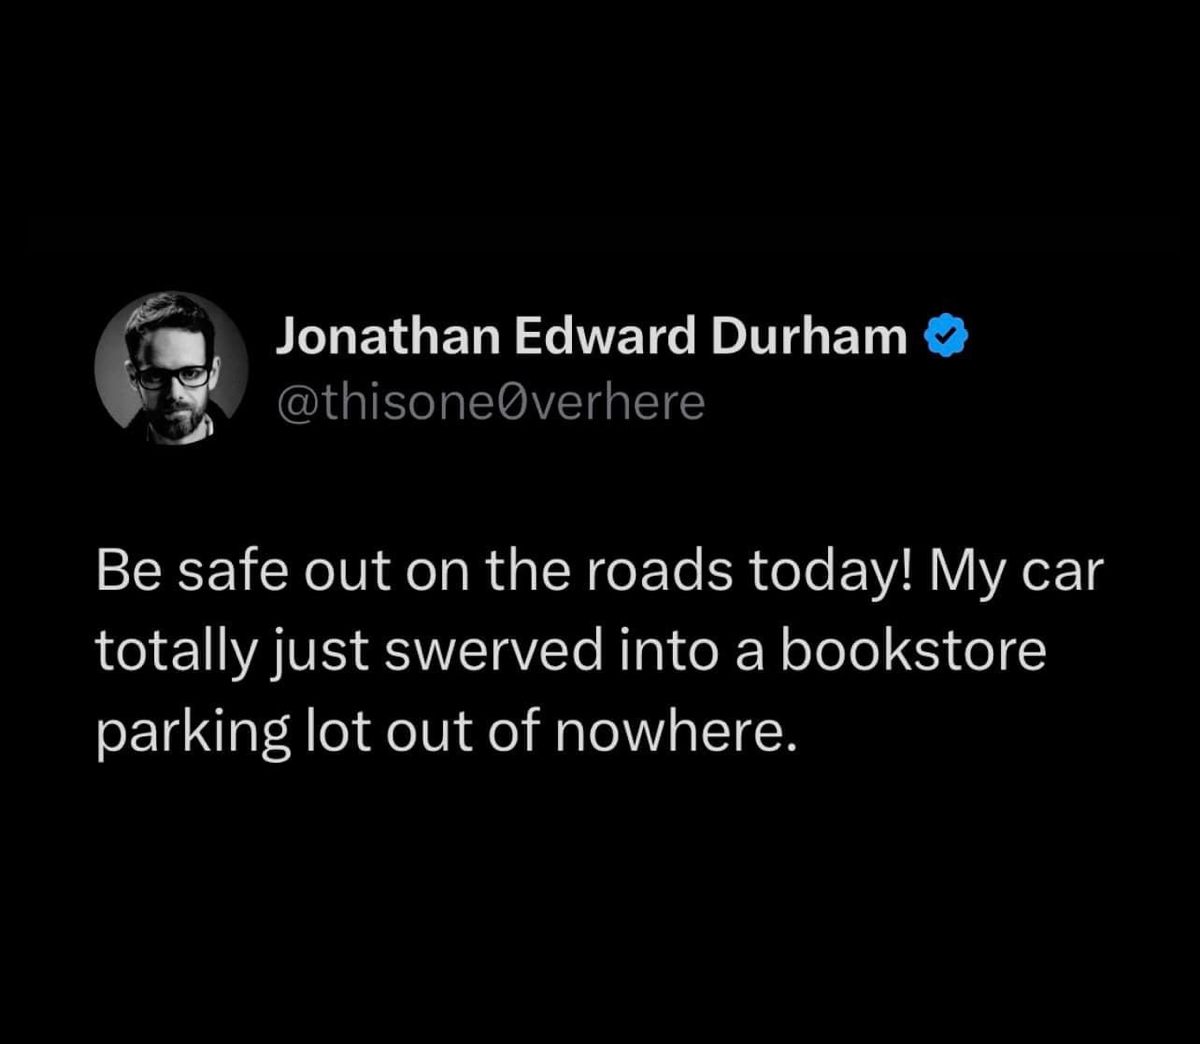 Jonathan Edward Durham
@thisone0verhere
Be safe out on the roads today! My car
totally just swerved into a bookstore
parking lot out of nowhere.